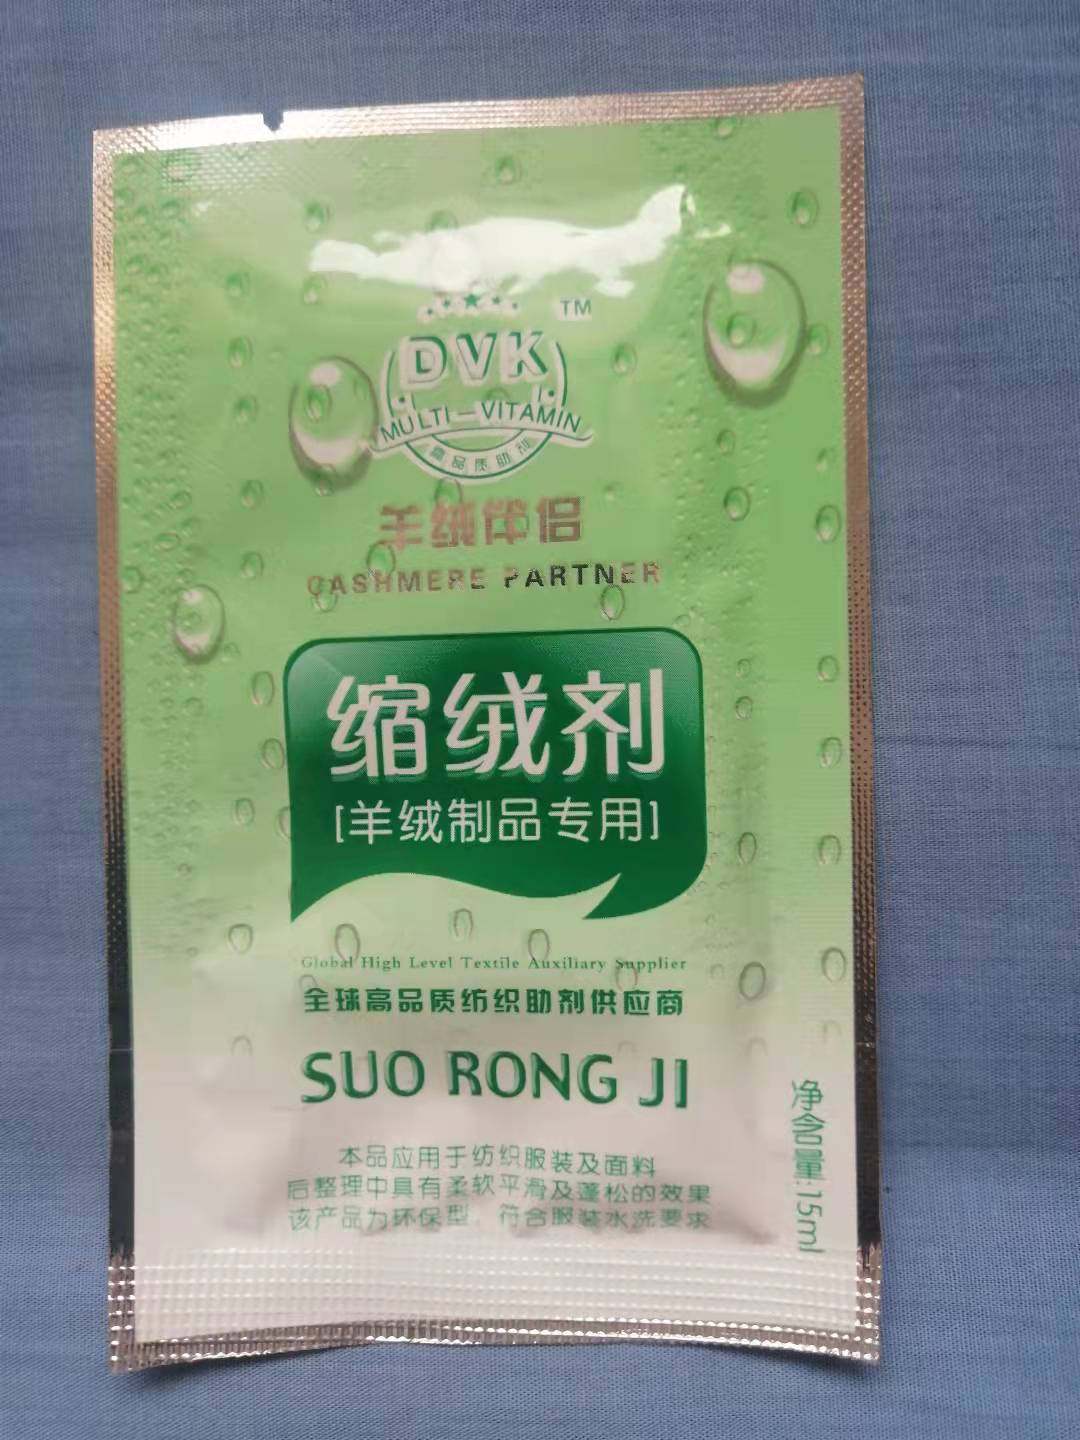 TM
DVK
MULTI—VITAMIN
高品质助剂
羊绒伴侣
CASHMERE PARTNER
缩绒剂
[羊绒制品专用]
Global High Level Textile Auxiliary Supplier
全球高品质纺织助剂供应商
SUO RONG JI
本品应用于纺织服装及面料
后整理中具有柔软平滑及蓬松的效果
该产品为环保型，符合服装水洗要求
净含量:15ml